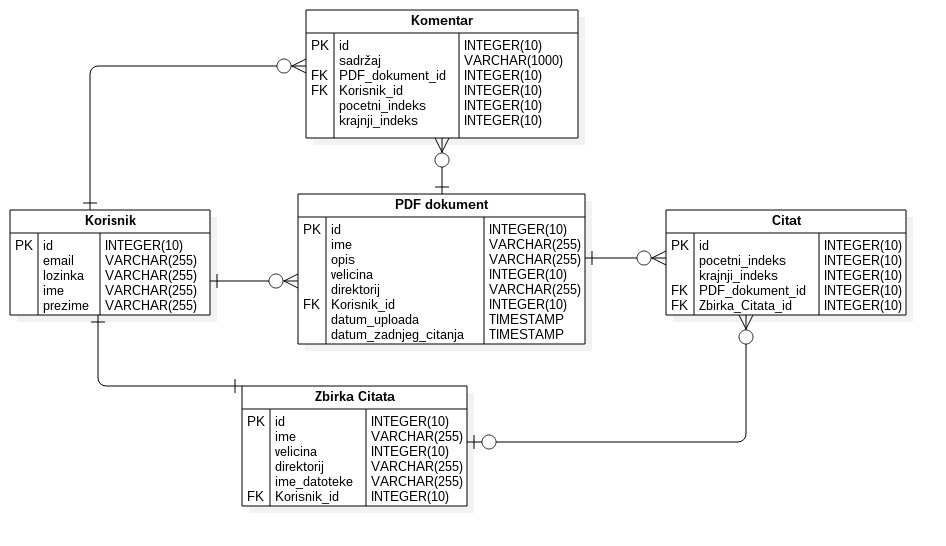 Komentar
PK id INTEGER(10)
sadržaj VARCHAR(1000)
FK PDF_dokument_id INTEGER(10)
FK Korisnik_id INTEGER(10)
pocetni_indeks INTEGER(10)
krajnji_indeks INTEGER(10)
Korisnik
PK id INTEGER(10)
email VARCHAR(255)
lozinka VARCHAR(255)
ime VARCHAR(255)
prezime VARCHAR(255)
PDF dokument
PK id INTEGER(10)
ime VARCHAR(255)
opis VARCHAR(255)
velicina INTEGER(10)
direktorij VARCHAR(255)
FK Korisnik_id INTEGER(10)
datum_uploada TIMESTAMP
datum_zadnjeg_citanja TIMESTAMP
Citat
PK id INTEGER(10)
pocetni_indeks INTEGER(10)
krajnji_indeks INTEGER(10)
FK PDF_dokument_id INTEGER(10)
FK Zbirka_Citata_id INTEGER(10)
Zbirka Citata
PK id INTEGER(10)
ime VARCHAR(255)
velicina INTEGER(10)
direktorij VARCHAR(255)
ime_datoteke VARCHAR(255)
FK Korisnik_id INTEGER(10)